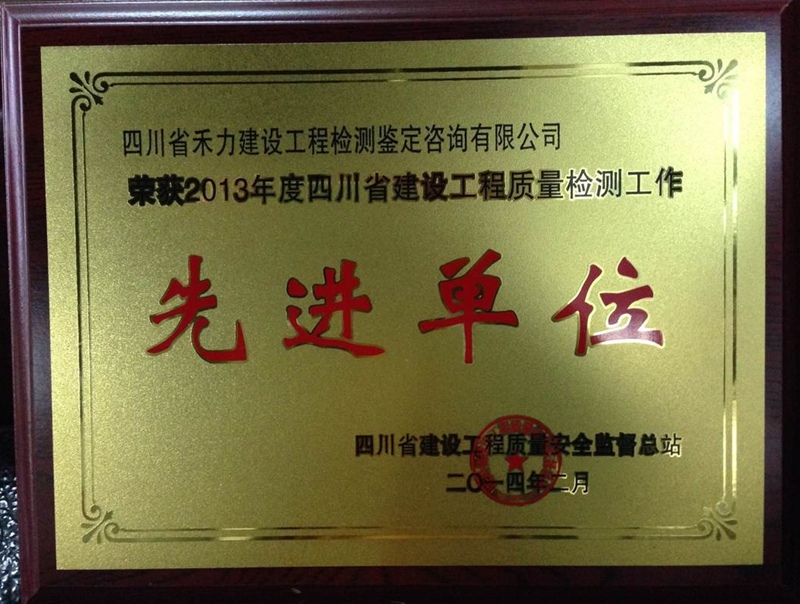 四川省禾力建设工程检测鉴定咨询有限公司
荣获2013年度四川省建设工程质量检测工作
先进单位
四川省建设工程质量安全监督总站
二〇一四年二月